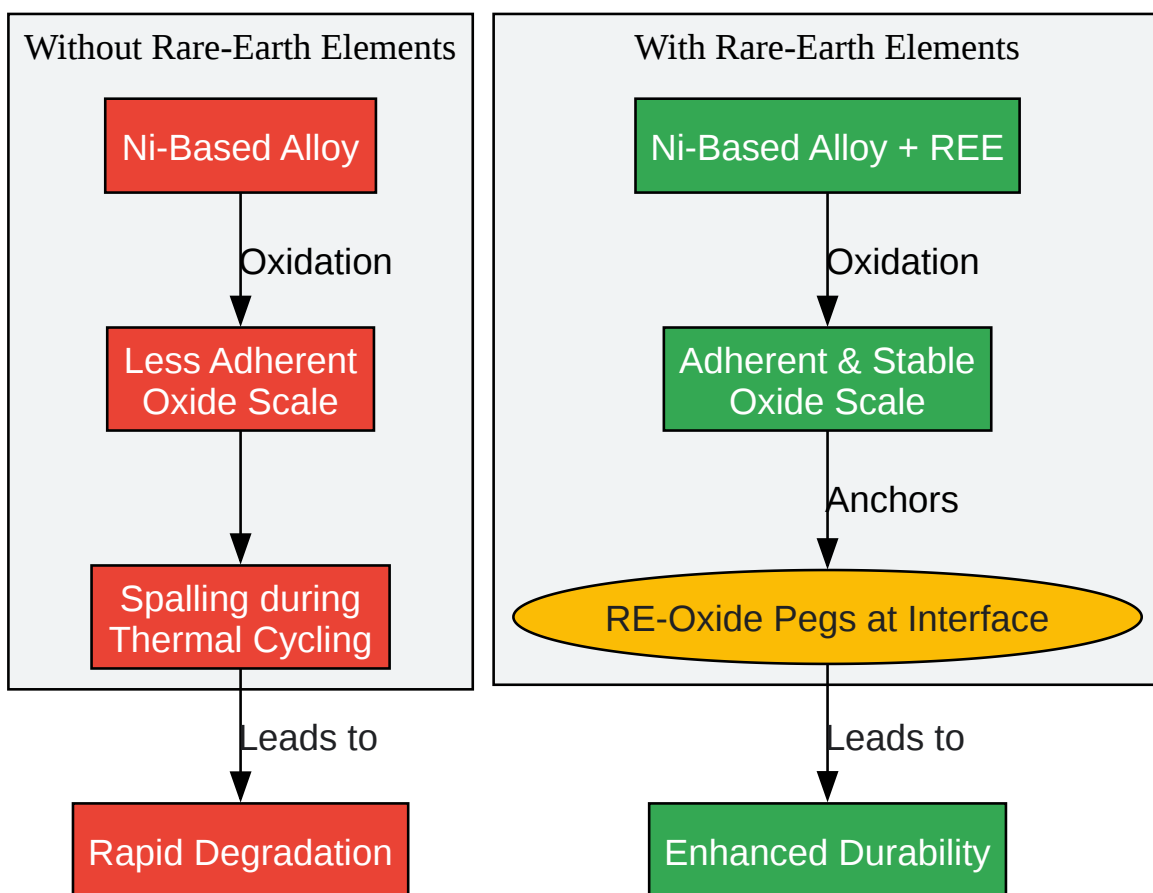 Without Rare-Earth Elements
Ni-Based Alloy
Oxidation
Less Adherent
Oxide Scale
Spalling during
Thermal Cycling
Leads to
Rapid Degradation
With Rare-Earth Elements
Ni-Based Alloy + REE
Oxidation
Adherent & Stable
Oxide Scale
Anchors
RE-Oxide Pegs at Interface
Leads to
Enhanced Durability